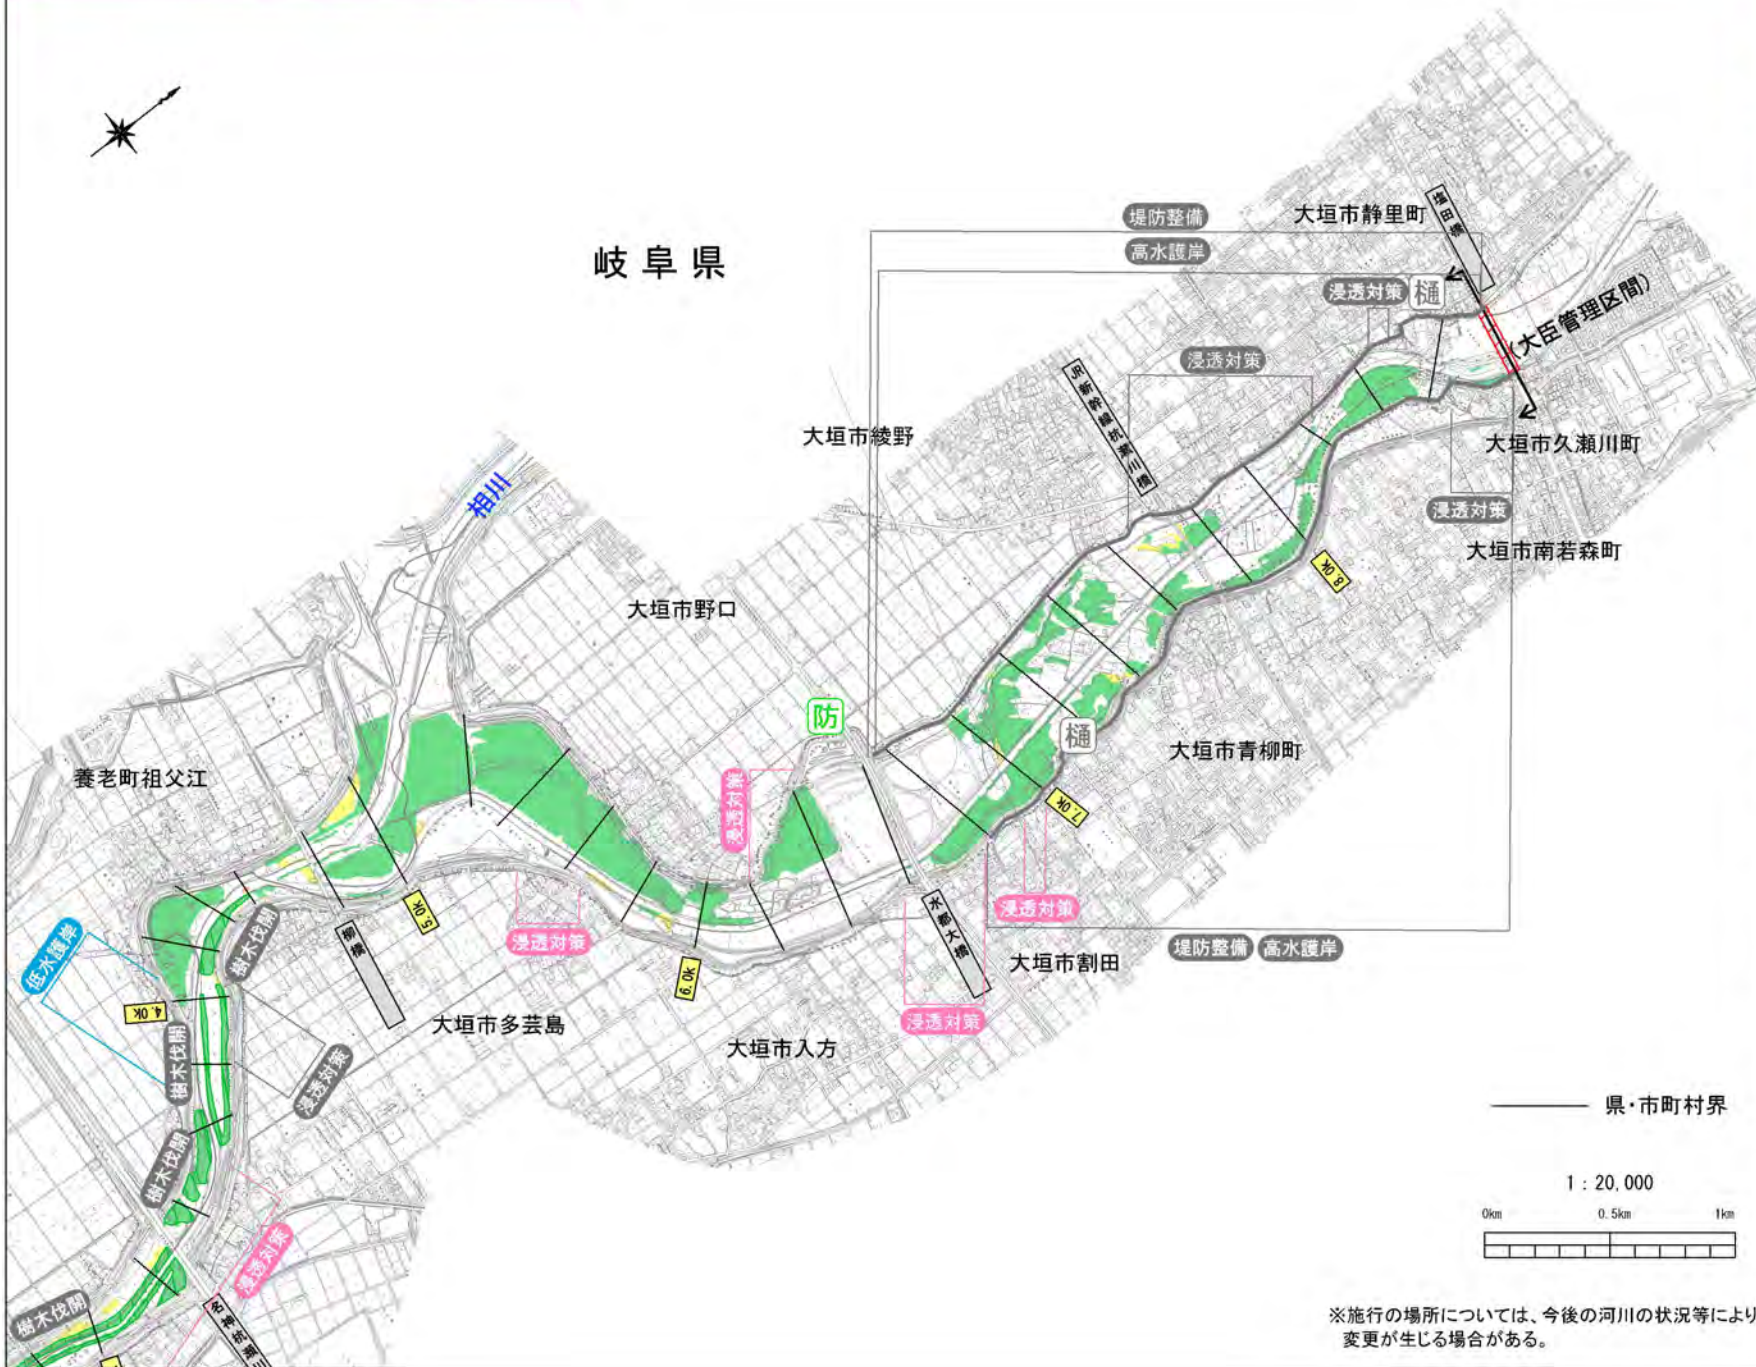 岐阜県
堤防整備
高水護岸
大垣市静里町
塩田橋
浸透対策
樋
(大臣管理区間)
浸透対策
JR新幹線杭瀬川橋
大垣市綾野
大垣市久瀬川町
浸透対策
大垣市南若森町
相川
8.0k
大垣市野口
防
樋
大垣市青柳町
養老町祖父江
浸透対策
7.0k
5.0k
柳橋
浸透対策
浸透対策
水都大橋
堤防整備
高水護岸
大垣市割田
6.0k
低水護岸
樹木伐開
4.0k
大垣市多芸島
浸透対策
大垣市入方
樹木伐開
浸透対策
県・市町村界
樹木伐開
1:20,000
0km 0.5km 1km
浸透対策
樹木伐開
名神杭瀬川
※施行の場所については、今後の河川の状況等により
変更が生じる場合がある。